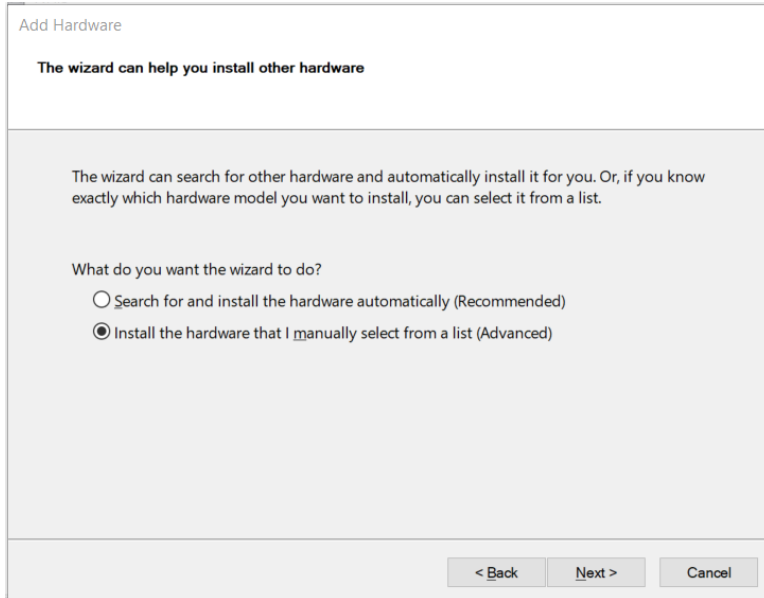 Add Hardware
The wizard can help you install other hardware
The wizard can search for other hardware and automatically install it for you. Or, if you know
exactly which hardware model you want to install, you can select it from a list.
What do you want the wizard to do?
Search for and install the hardware automatically (Recommended)
Install the hardware that I manually select from a list (Advanced)
< Back Next > Cancel